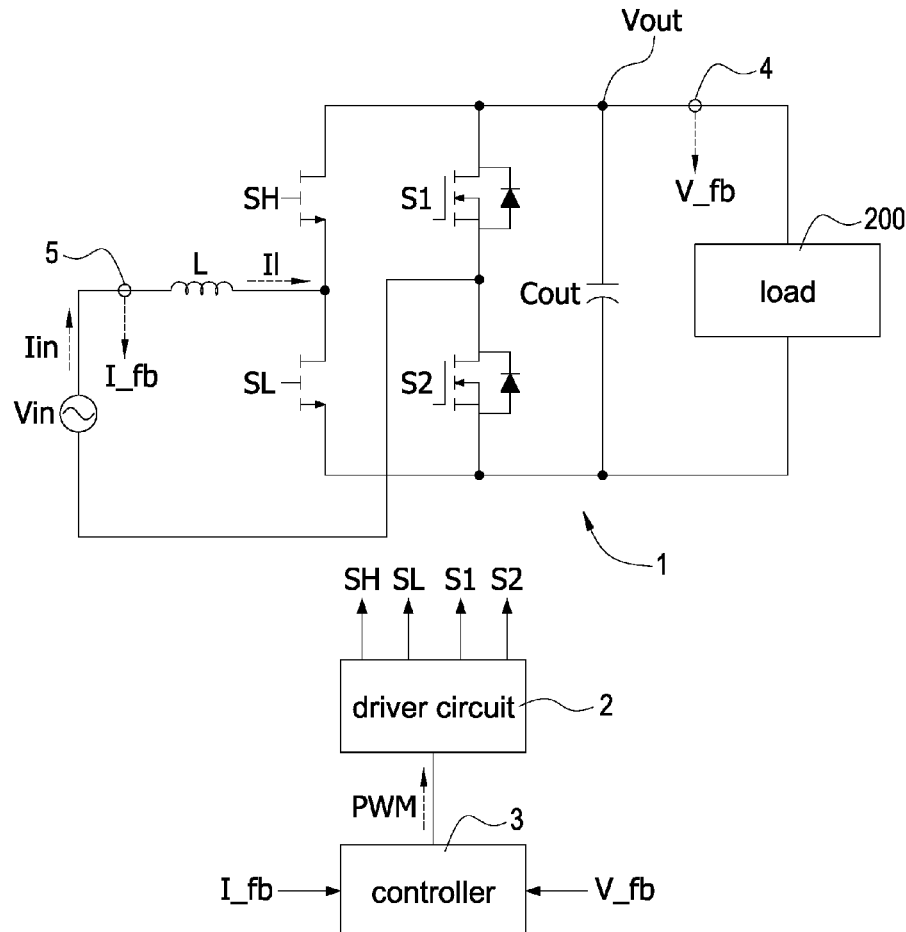 Vout
4
SH
S1
V_fb
200
5
L
Il
Cout
load
Iin
I_fb
SL
S2
Vin
1
SH SL S1 S2
driver circuit
2
PWM
3
I_fb
controller
V_fb